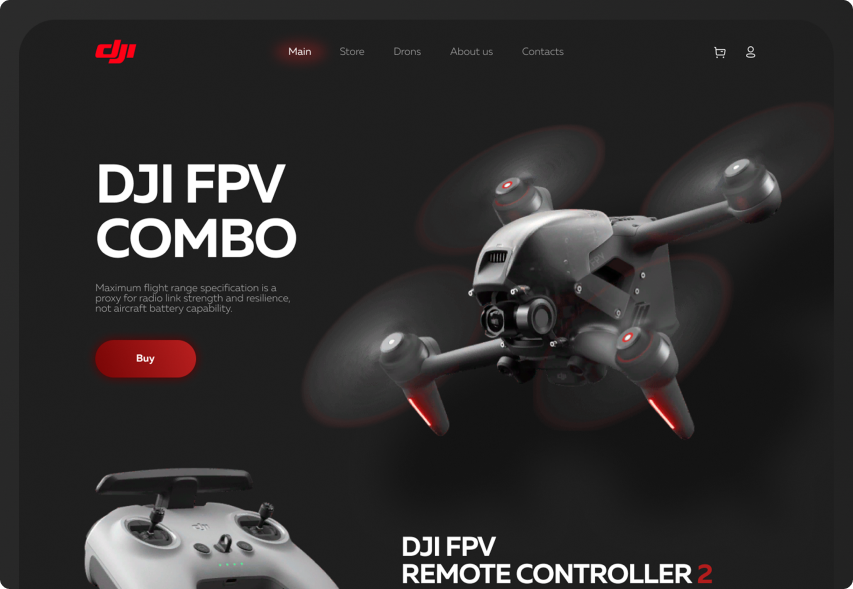 dji
Main
Store
Drons
About us
Contacts
DJI FPV
COMBO
Maximum flight range specification is a
proxy for radio link strength and resilience,
not aircraft battery capability.
Buy
DJI FPV
REMOTE CONTROLLER 2